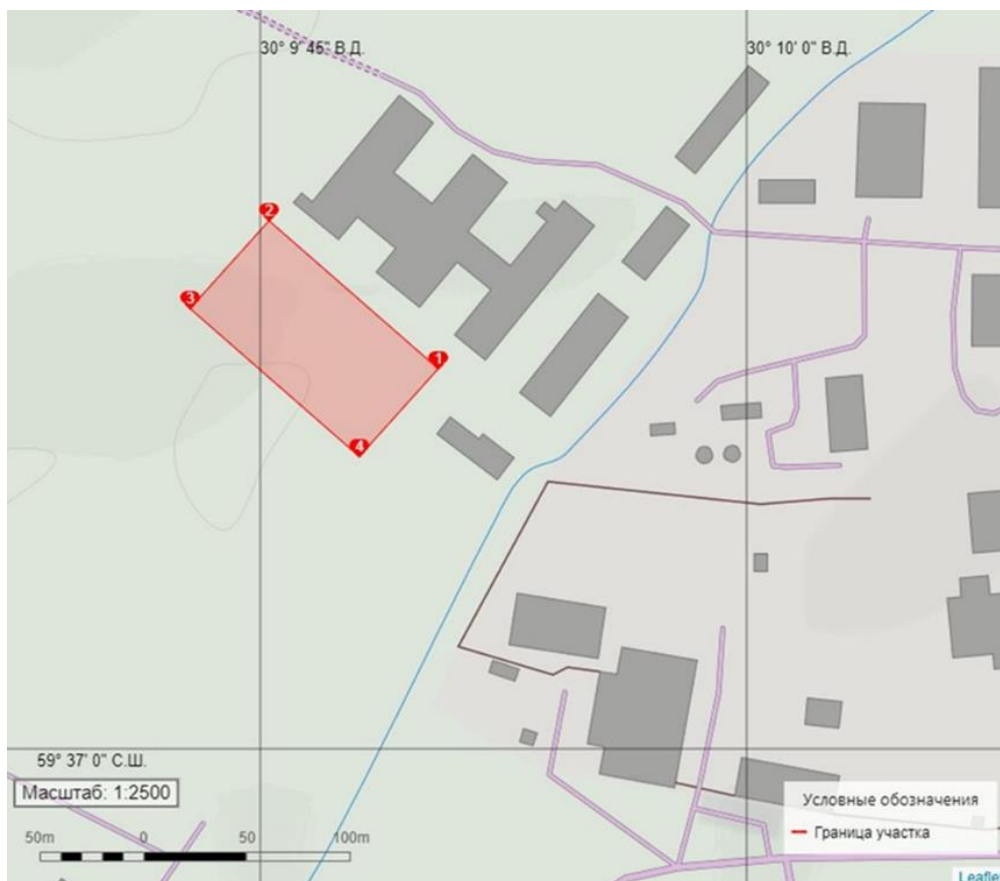 30° 9' 45" В.Д.
30° 10' 0" В.Д.
2
3
1
4
59° 37' 0" С.Ш.
Масштаб: 1:2500
Условные обозначения
Граница участка
50m 0 50 100m
Leafle